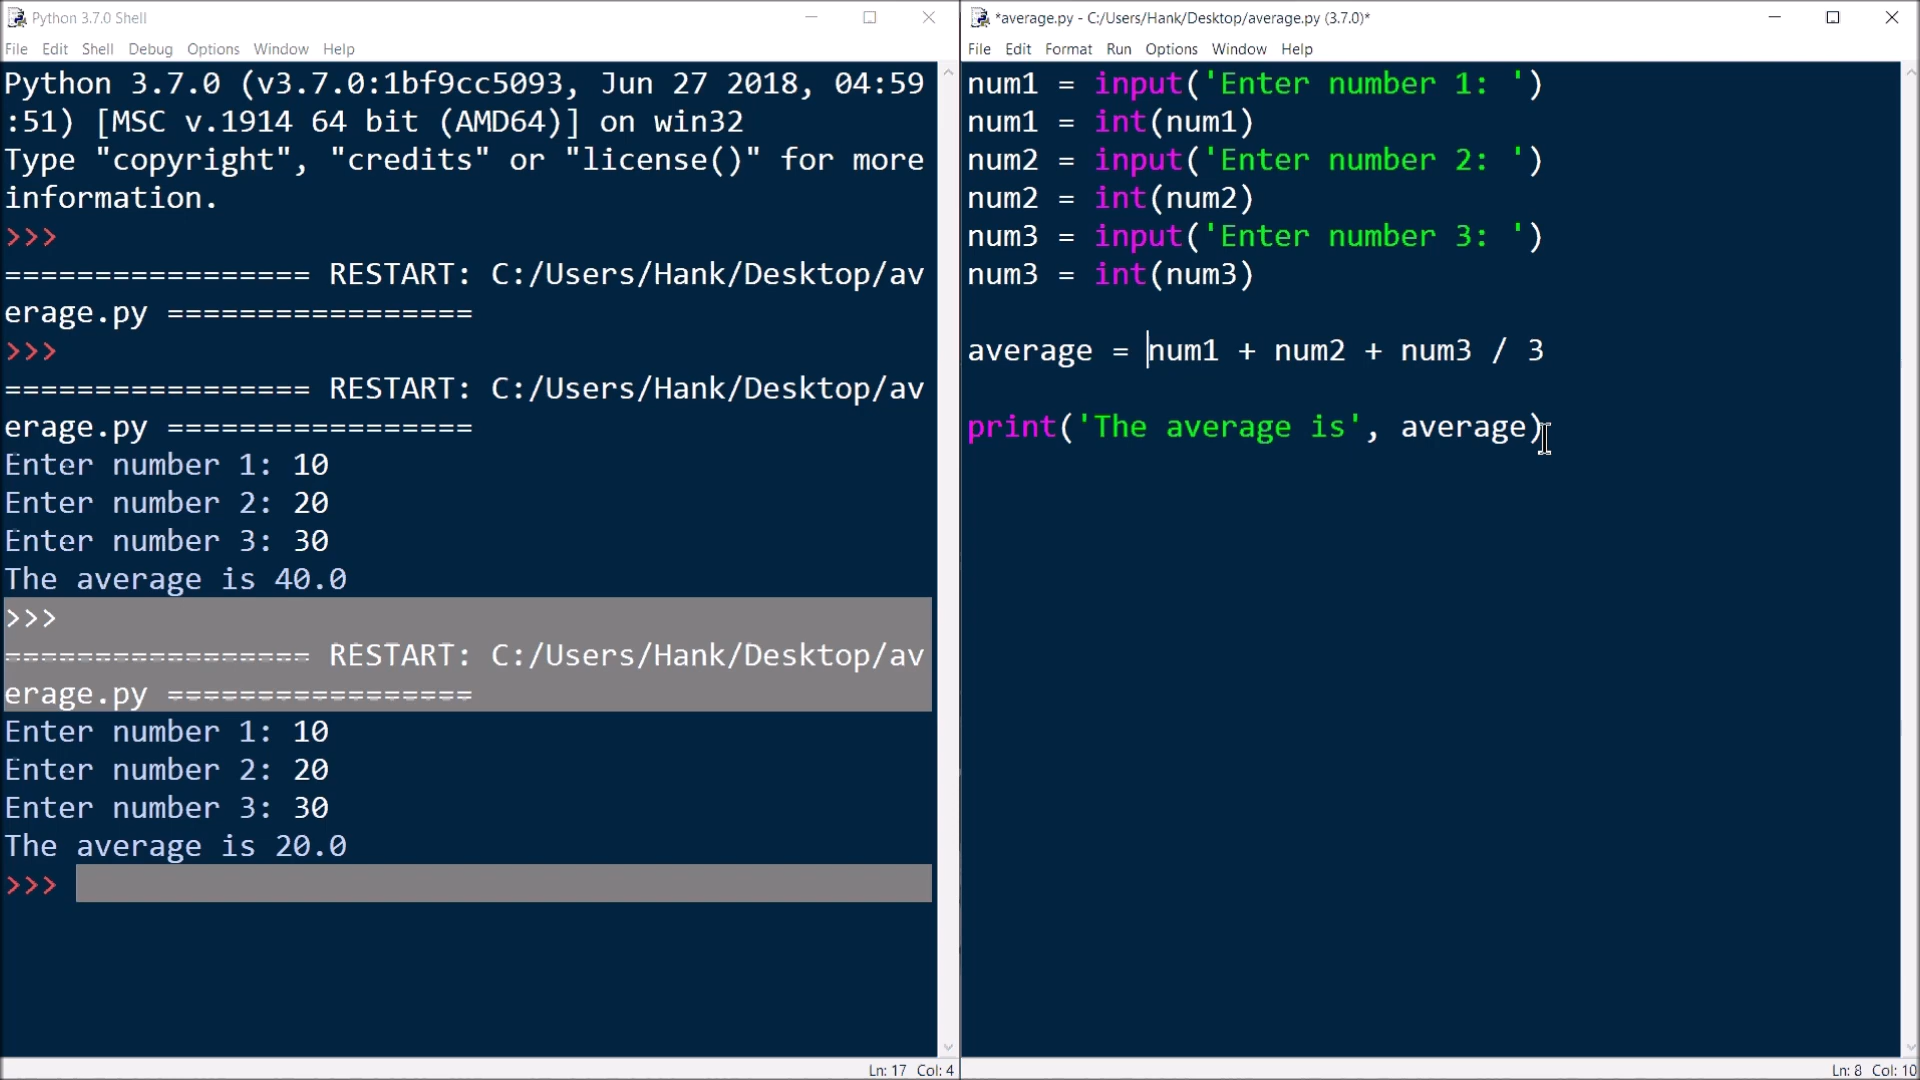 Python 3.7.0 Shell
File Edit Shell Debug Options Window Help
Python 3.7.0 (v3.7.0:1bf9cc5093, Jun 27 2018, 04:59
:51) [MSC v.1914 64 bit (AMD64)] on win32
Type "copyright", "credits" or "license()" for more
information.
>>>
================= RESTART: C:/Users/Hank/Desktop/av
erage.py =================
>>>
================= RESTART: C:/Users/Hank/Desktop/av
erage.py =================
Enter number 1: 10
Enter number 2: 20
Enter number 3: 30
The average is 40.0
>>>
================= RESTART: C:/Users/Hank/Desktop/av
erage.py =================
Enter number 1: 10
Enter number 2: 20
Enter number 3: 30
The average is 20.0
>>>
Ln: 17 Col: 4
*average.py - C:/Users/Hank/Desktop/average.py (3.7.0)*
File Edit Format Run Options Window Help
num1 = input('Enter number 1: ')
num1 = int(num1)
num2 = input('Enter number 2: ')
num2 = int(num2)
num3 = input('Enter number 3: ')
num3 = int(num3)
average = num1 + num2 + num3 / 3
print('The average is', average)
Ln: 8 Col: 10